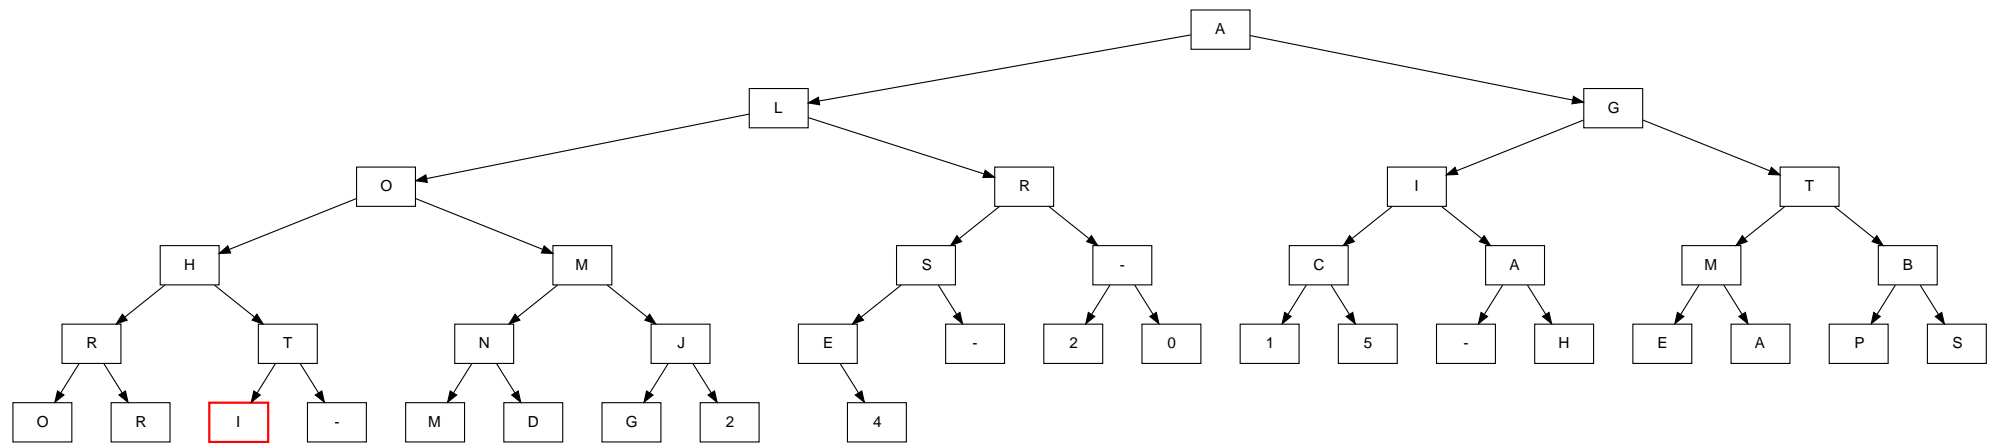 A
L G
O R I T
H M S - C A M B
R T N J E - 2 0 1 5 - H E A P S
O R I - M D G 2 4